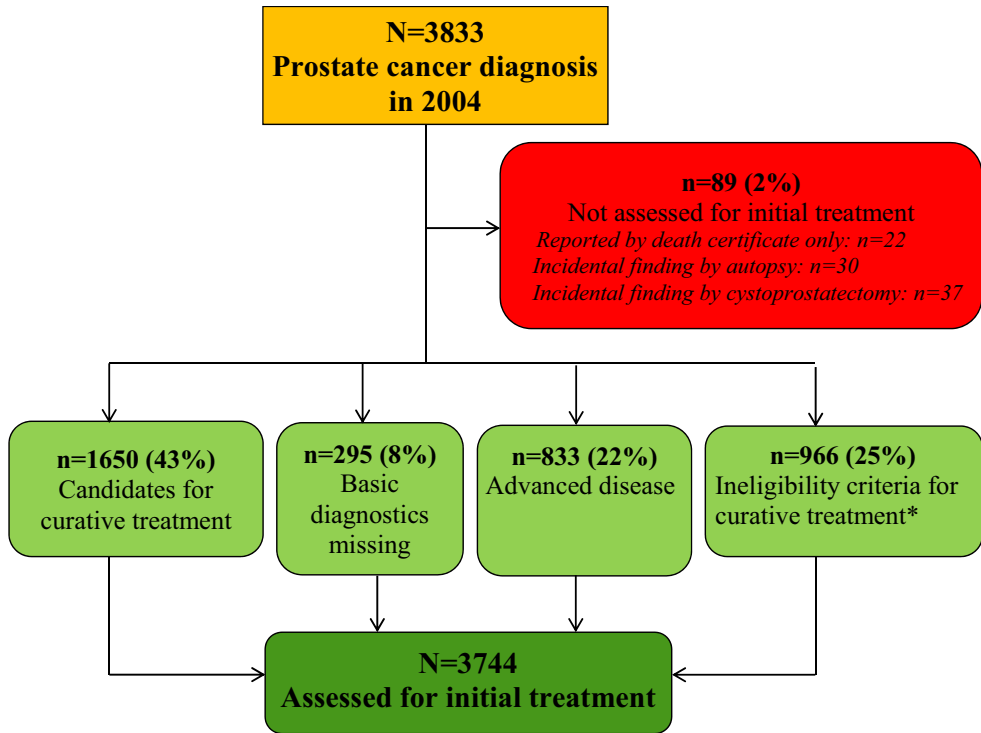 N=3833
Prostate cancer diagnosis
in 2004
n=89 (2%)
Not assessed for initial treatment
Reported by death certificate only: n=22
Incidental finding by autopsy: n=30
Incidental finding by cystoprostatectomy: n=37
n=1650 (43%)
Candidates for
curative treatment
n=295 (8%)
Basic
diagnostics
missing
n=833 (22%)
Advanced disease
n=966 (25%)
Ineligibility criteria for
curative treatment*
N=3744
Assessed for initial treatment